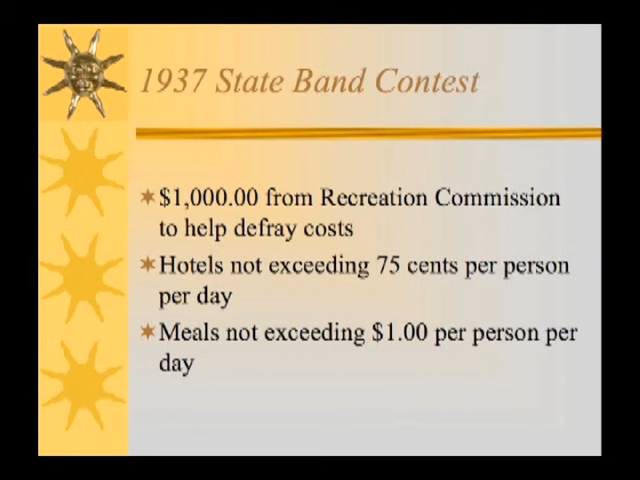 1937 State Band Contest
$1,000.00 from Recreation Commission
to help defray costs
Hotels not exceeding 75 cents per person
per day
Meals not exceeding $1.00 per person per
day